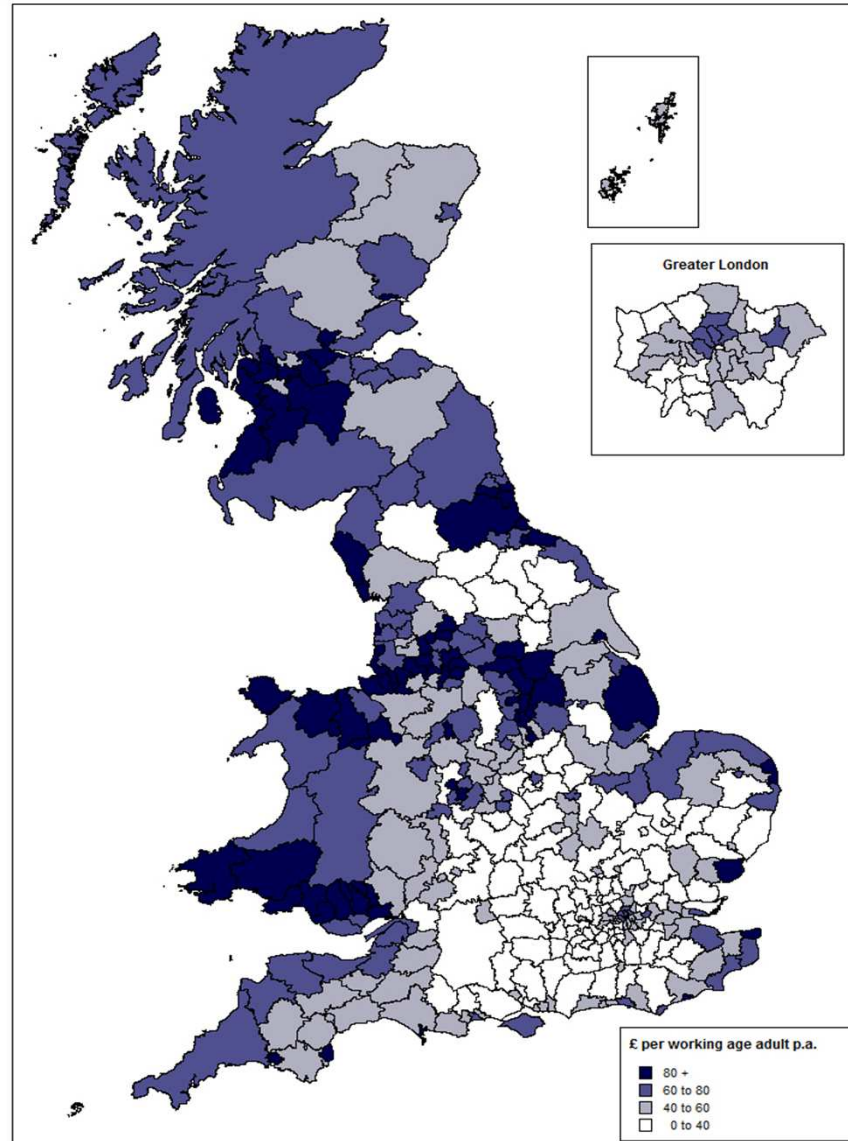 Greater London
£ per working age adult p.a.
80 +
60 to 80
40 to 60
0 to 40